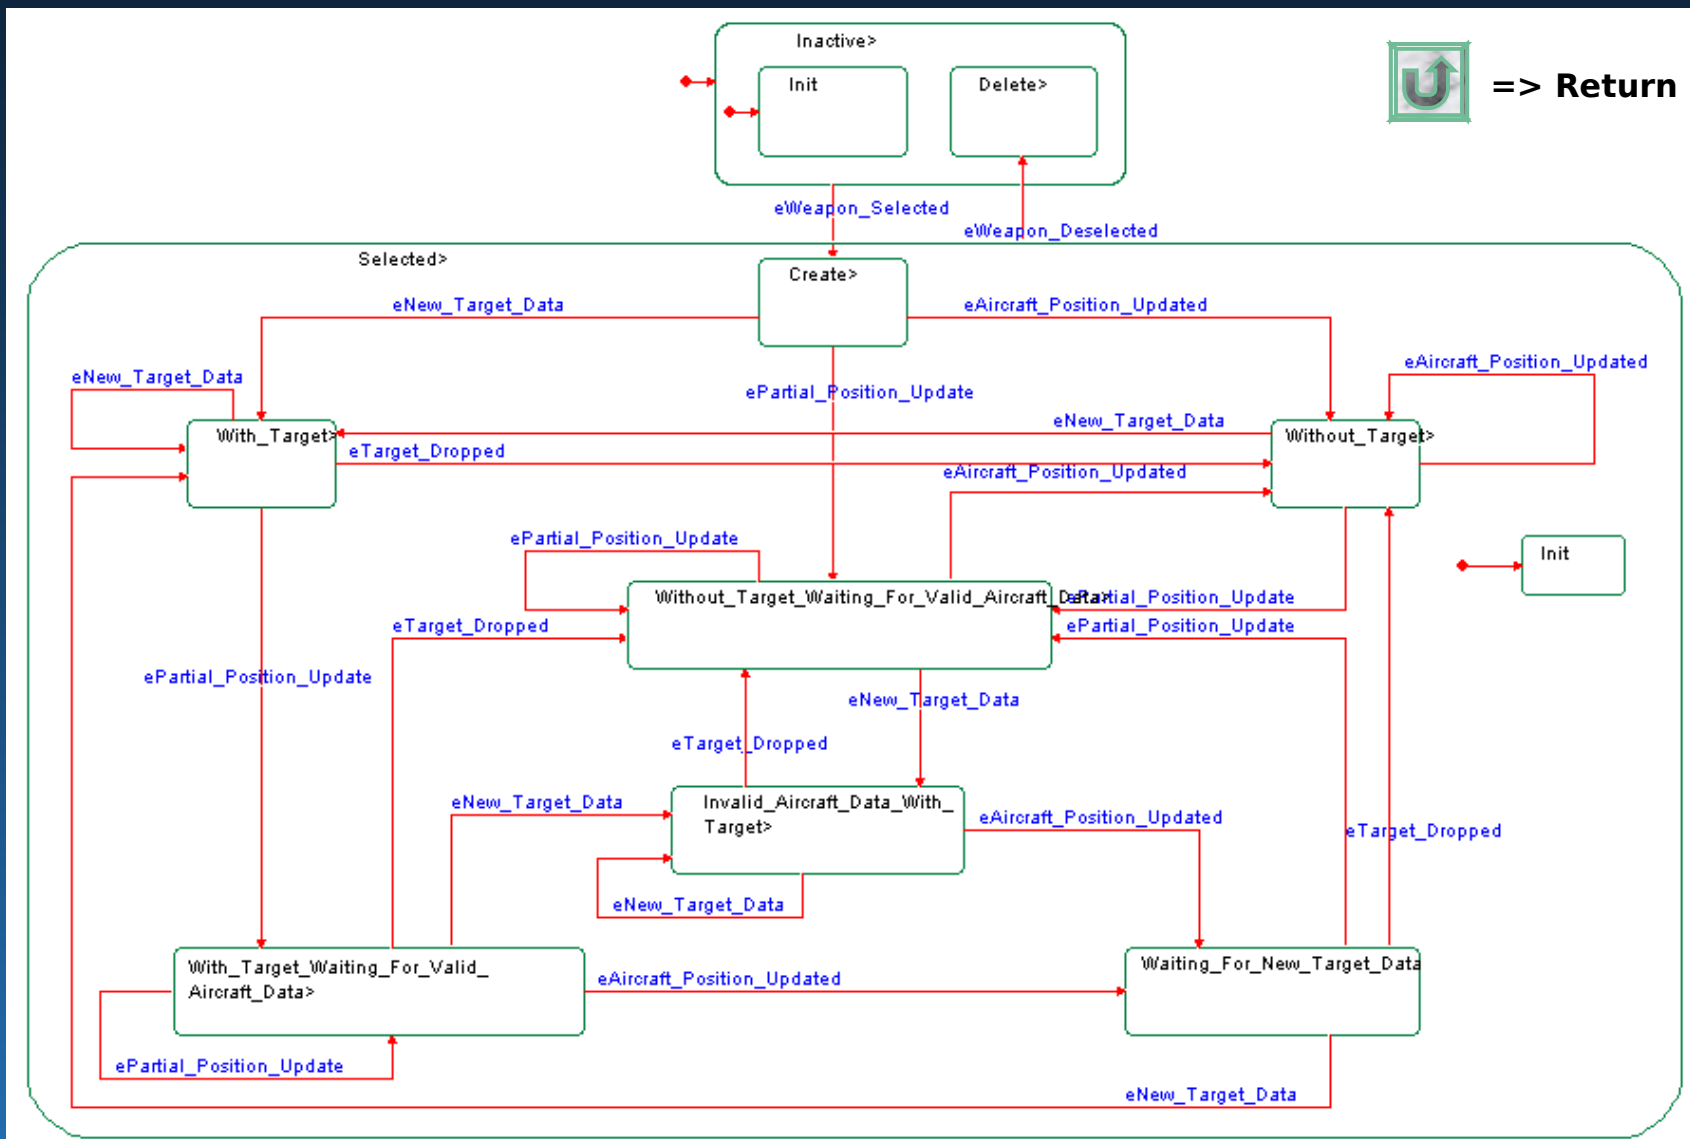 Inactive>
Init
Delete>
=> Return
eWeapon_Selected
eWeapon_Deselected
Selected>
Create>
eNew_Target_Data
eAircraft_Position_Updated
eAircraft_Position_Updated
eNew_Target_Data
ePartial_Position_Update
eNew_Target_Data
With_Target>
Without_Target>
eTarget_Dropped
eAircraft_Position_Updated
ePartial_Position_Update
Init
Without_Target_Waiting_For_Valid_Aircraft_Data>
ePartial_Position_Update
eTarget_Dropped
ePartial_Position_Update
ePartial_Position_Update
eNew_Target_Data
eTarget_Dropped
eNew_Target_Data
Invalid_Aircraft_Data_With_
Target>
eAircraft_Position_Updated
eTarget_Dropped
eNew_Target_Data
With_Target_Waiting_For_Valid_
Aircraft_Data>
eAircraft_Position_Updated
Waiting_For_New_Target_Data
ePartial_Position_Update
eNew_Target_Data